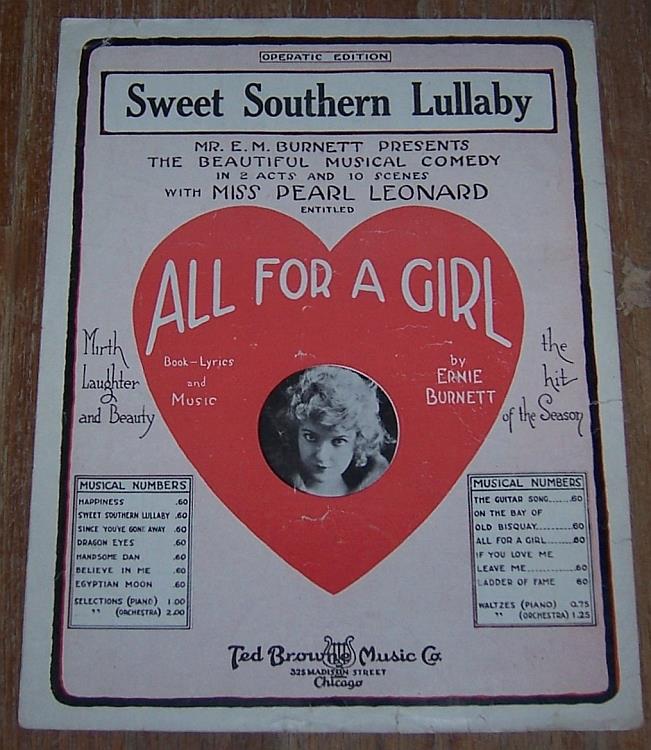 OPERATIC EDITION
Sweet Southern Lullaby
MR. E. M. BURNETT PRESENTS
THE BEAUTIFUL MUSICAL COMEDY
IN 2 ACTS AND 10 SCENES
WITH MISS PEARL LEONARD
ENTITLED
ALL FOR A GIRL
Mirth
Laughter
and Beauty
Book-Lyrics
and
Music
by
ERNIE
BURNETT
the
hit
of the Season
MUSICAL NUMBERS
HAPPINESS .60
SWEET SOUTHERN LULLABY .60
SINCE YOU'VE GONE AWAY .60
DRAGON EYES .60
HANDSOME DAN .60
BELIEVE IN ME .60
EGYPTIAN MOON .60
SELECTIONS (PIANO) 1.00
" (ORCHESTRA) 2.00
MUSICAL NUMBERS
THE GUITAR SONG........60
ON THE BAY OF
OLD BISQUAY..........60
ALL FOR A GIRL.......60
IF YOU LOVE ME
LEAVE ME.............60
LADDER OF FAME 60
WALTZES (PIANO) 0.75
" (ORCHESTRA) 1.25
Ted Browne Music Co.
325 MADISON STREET
Chicago